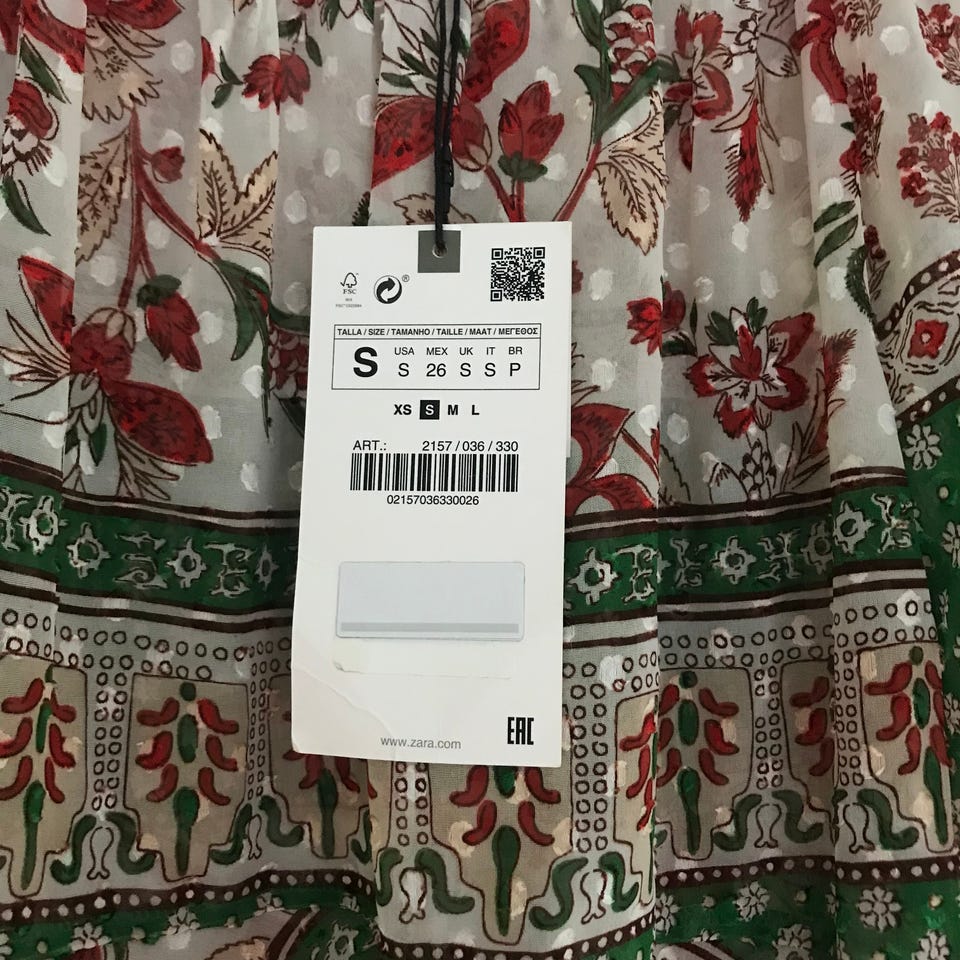 FSC
MIX
®
TALLA / SIZE / TAMANHO / TAILLE / MAAT / ΜΕΓΕΘΟΣ
S
USA MEX UK IT BR
S 26 S S P
XS S M L
ART.: 2157 / 036 / 330
02157036330026
www.zara.com
EAC